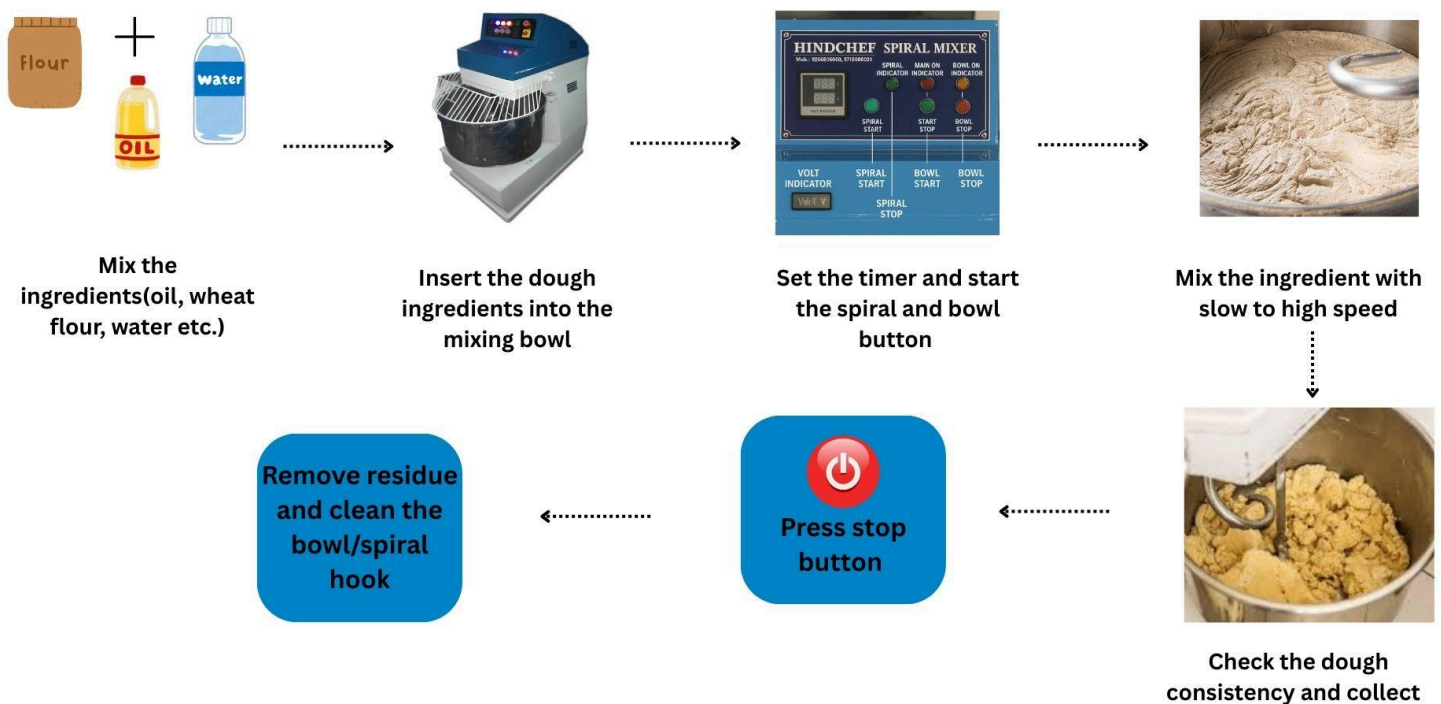 Flour
OIL
Water
Mix the
ingredients(oil, wheat
flour, water etc.)
Insert the dough
ingredients into the
mixing bowl
HINDCHEF SPIRAL MIXER
SPIRAL
INDICATOR
MAIN ON
INDICATOR
BOWL ON
INDICATOR
SPIRAL
START
START
STOP
BOWL
STOP
VOLT
INDICATOR
SPIRAL
START
BOWL
START
BOWL
STOP
SPIRAL
STOP
Set the timer and start
the spiral and bowl
button
Mix the ingredient with
slow to high speed
Check the dough
consistency and collect
Press stop
button
Remove residue
and clean the
bowl/spiral
hook